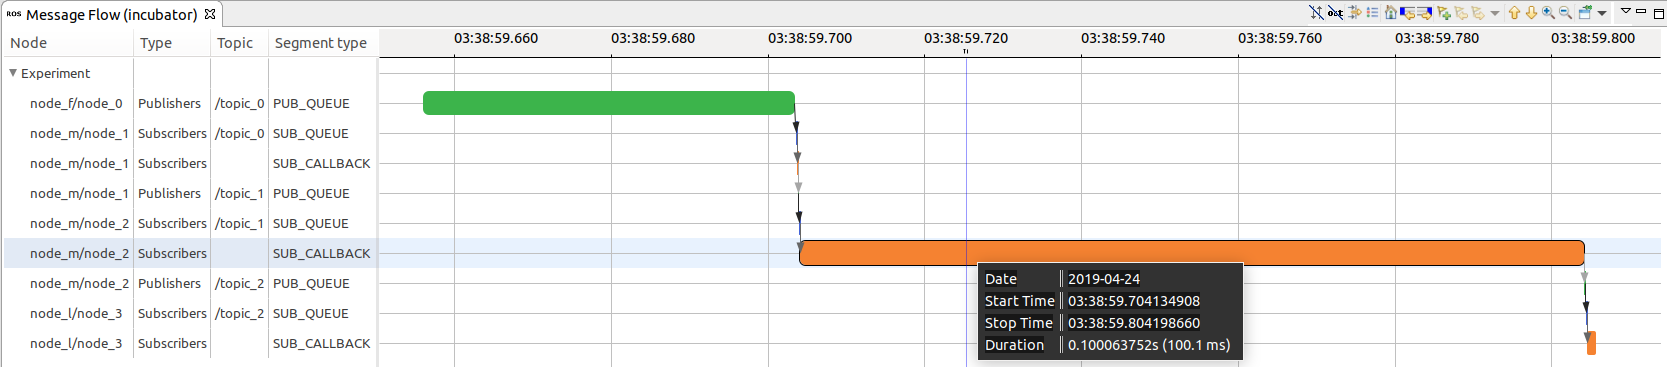 ROS Message Flow (incubator)
Node Type Topic Segment type
03:38:59.660 03:38:59.680 03:38:59.700 03:38:59.720 03:38:59.740 03:38:59.760 03:38:59.780 03:38:59.800
Experiment
node_f/node_0 Publishers /topic_0 PUB_QUEUE
node_m/node_1 Subscribers /topic_0 SUB_QUEUE
node_m/node_1 Subscribers SUB_CALLBACK
node_m/node_1 Publishers /topic_1 PUB_QUEUE
node_m/node_2 Subscribers /topic_1 SUB_QUEUE
node_m/node_2 Subscribers SUB_CALLBACK
node_m/node_2 Publishers /topic_2 PUB_QUEUE
node_l/node_3 Subscribers /topic_2 SUB_QUEUE
node_l/node_3 Subscribers SUB_CALLBACK
Date 2019-04-24
Start Time 03:38:59.704134908
Stop Time 03:38:59.804198660
Duration 0.100063752s (100.1 ms)